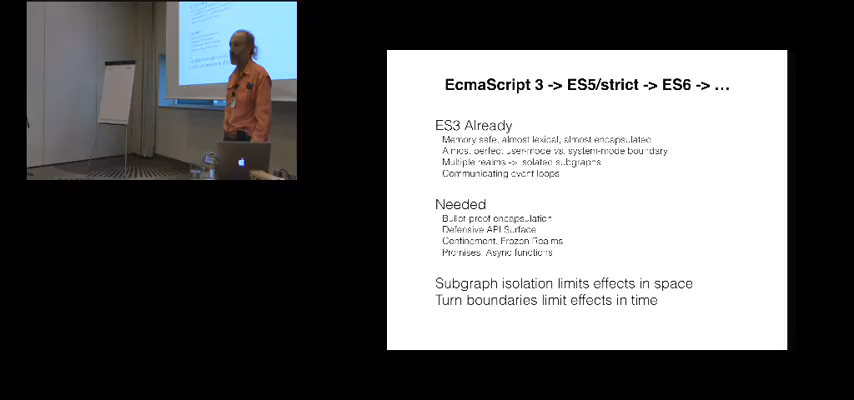 EcmaScript 3 -> ES5/strict -> ES6 -> ...
ES3 Already
Memory safe, almost lexical, almost encapsulated
Almost perfect user-mode vs. system-mode boundary
Multiple realms -> isolated subgraphs
Communicating event loops
Needed
Bullet-proof encapsulation
Defensive API Surface
Confinement, Frozen Realms
Promises, Async functions
Subgraph isolation limits effects in space
Turn boundaries limit effects in time